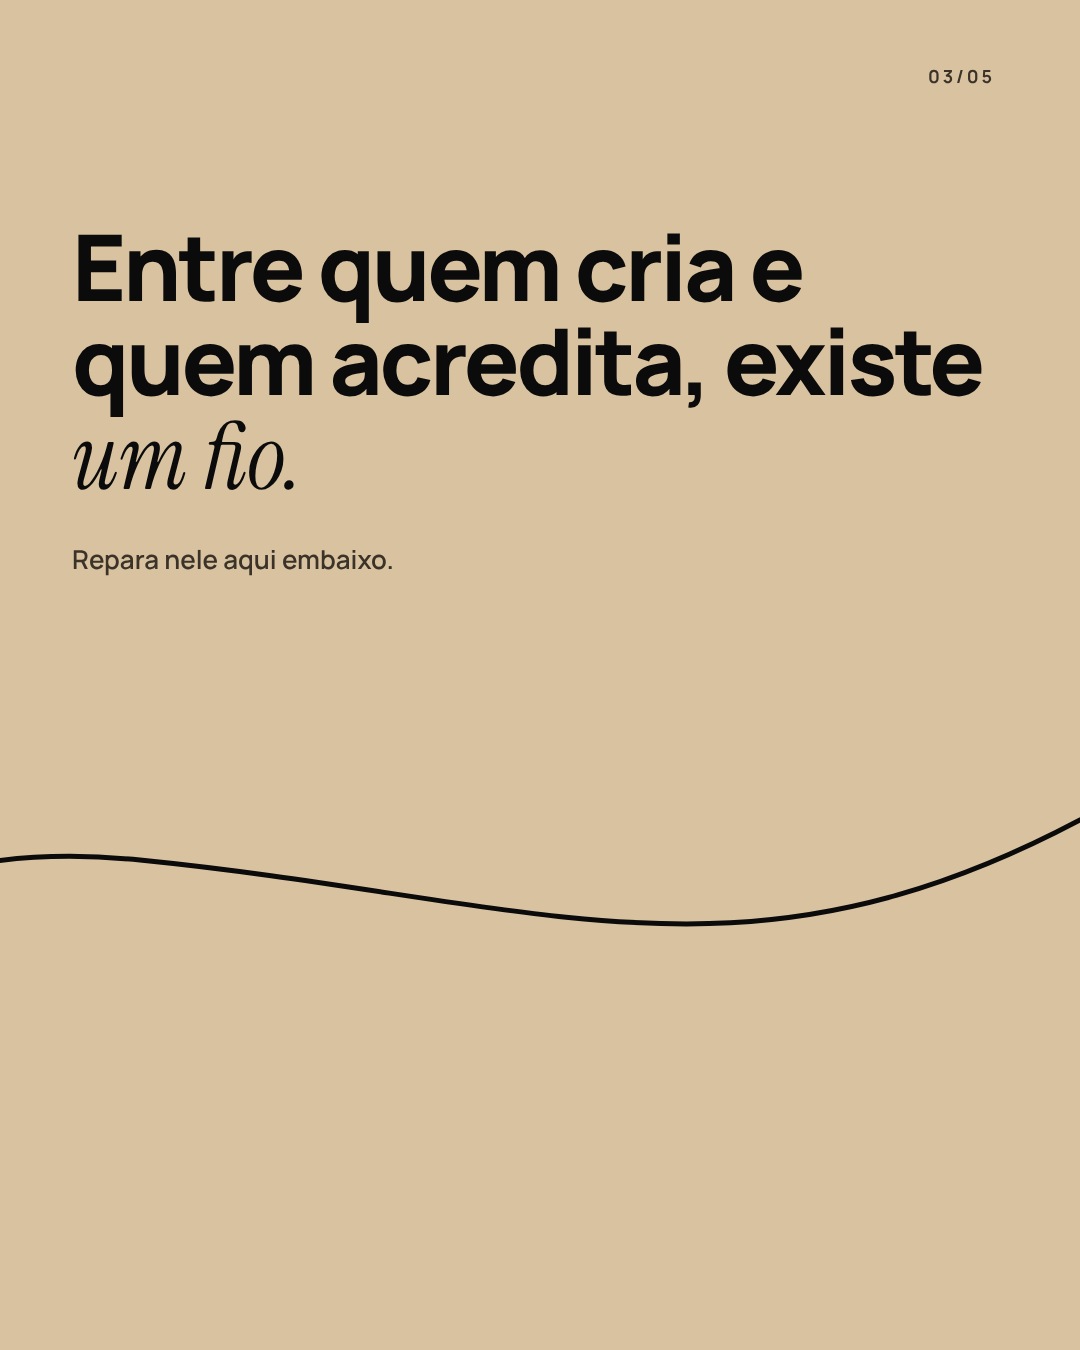 03/05
Entre quem cria e
quem acredita, existe
um fio.
Repara nele aqui embaixo.